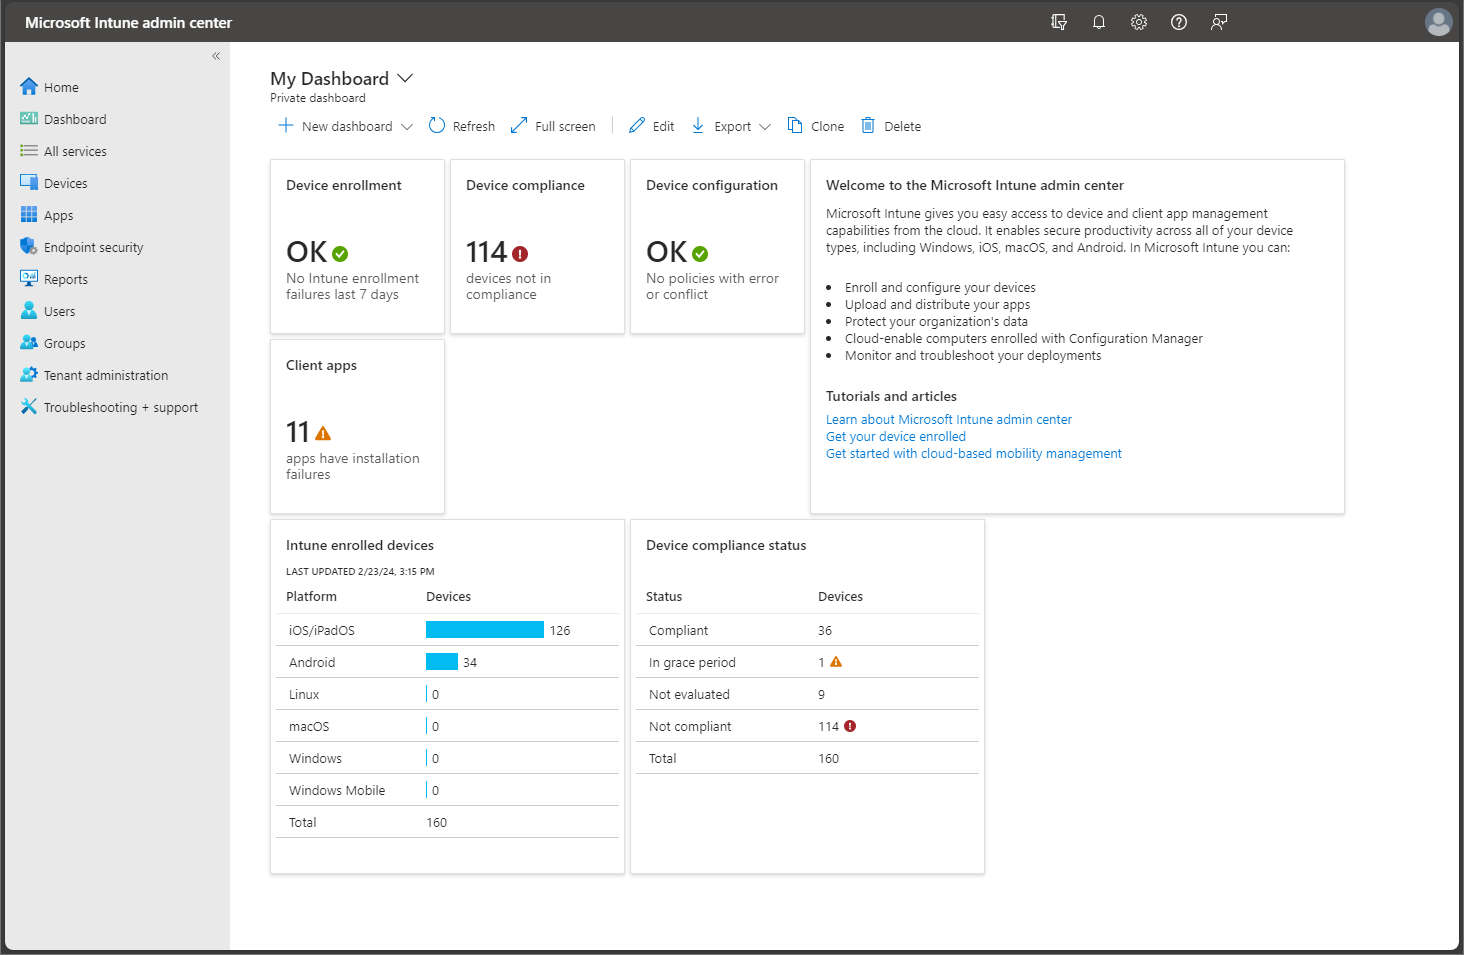 Microsoft Intune admin center
Home
Dashboard
All services
Devices
Apps
Endpoint security
Reports
Users
Groups
Tenant administration
Troubleshooting + support
My Dashboard
Private dashboard
New dashboard Refresh Full screen Edit Export Clone Delete
Device enrollment
OK
No Intune enrollment
failures last 7 days
Device compliance
114
devices not in
compliance
Device configuration
OK
No policies with error
or conflict
Client apps
11
apps have installation
failures
Welcome to the Microsoft Intune admin center
Microsoft Intune gives you easy access to device and client app management
capabilities from the cloud. It enables secure productivity across all of your device
types, including Windows, iOS, macOS, and Android. In Microsoft Intune you can:
• Enroll and configure your devices
• Upload and distribute your apps
• Protect your organization's data
• Cloud-enable computers enrolled with Configuration Manager
• Monitor and troubleshoot your deployments
Tutorials and articles
Learn about Microsoft Intune admin center
Get your device enrolled
Get started with cloud-based mobility management
Intune enrolled devices
LAST UPDATED 2/23/24, 3:15 PM
Platform Devices
iOS/iPadOS 126
Android 34
Linux 0
macOS 0
Windows 0
Windows Mobile 0
Total 160
Device compliance status
Status Devices
Compliant 36
In grace period 1
Not evaluated 9
Not compliant 114
Total 160